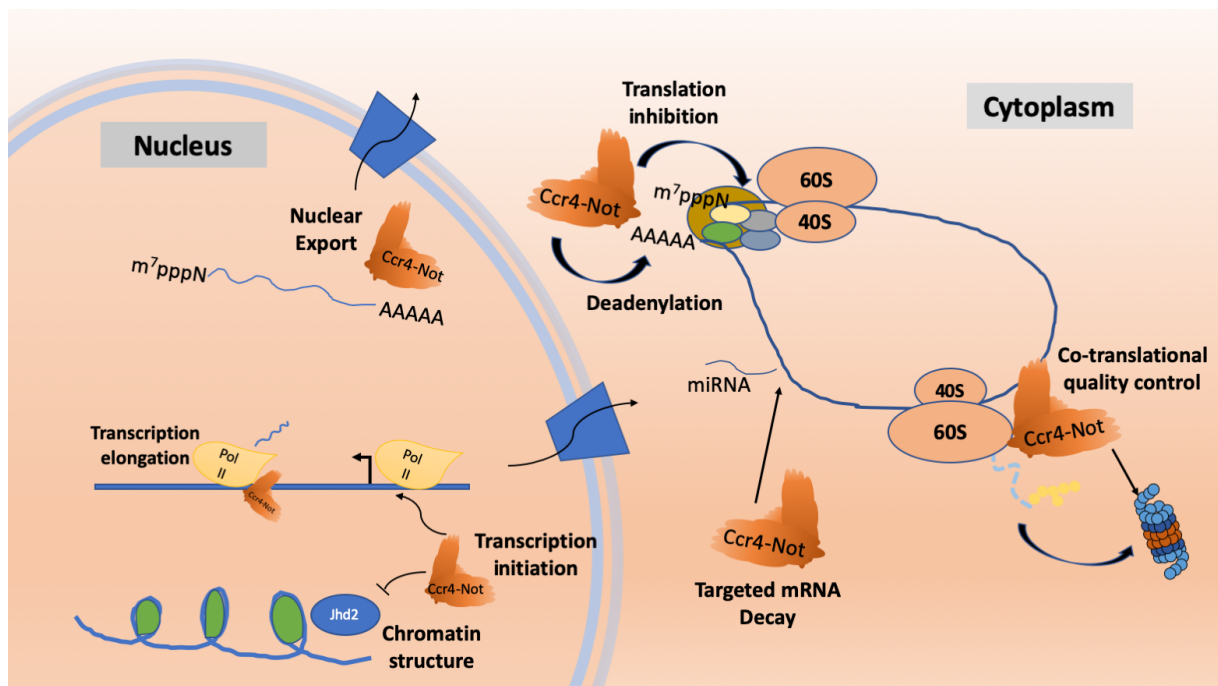 Nucleus
Nuclear
Export
Ccr4-Not
m⁷pppN
AAAAA
Transcription
elongation
Pol
II
Ccr4-Not
Pol
II
Transcription
initiation
Ccr4-Not
Jhd2
Chromatin
structure
Cytoplasm
Translation
inhibition
Ccr4-Not
m⁷pppN
AAAAA
Deadenylation
60S
40S
miRNA
Ccr4-Not
Targeted mRNA
Decay
40S
60S
Co-translational
quality control
Ccr4-Not